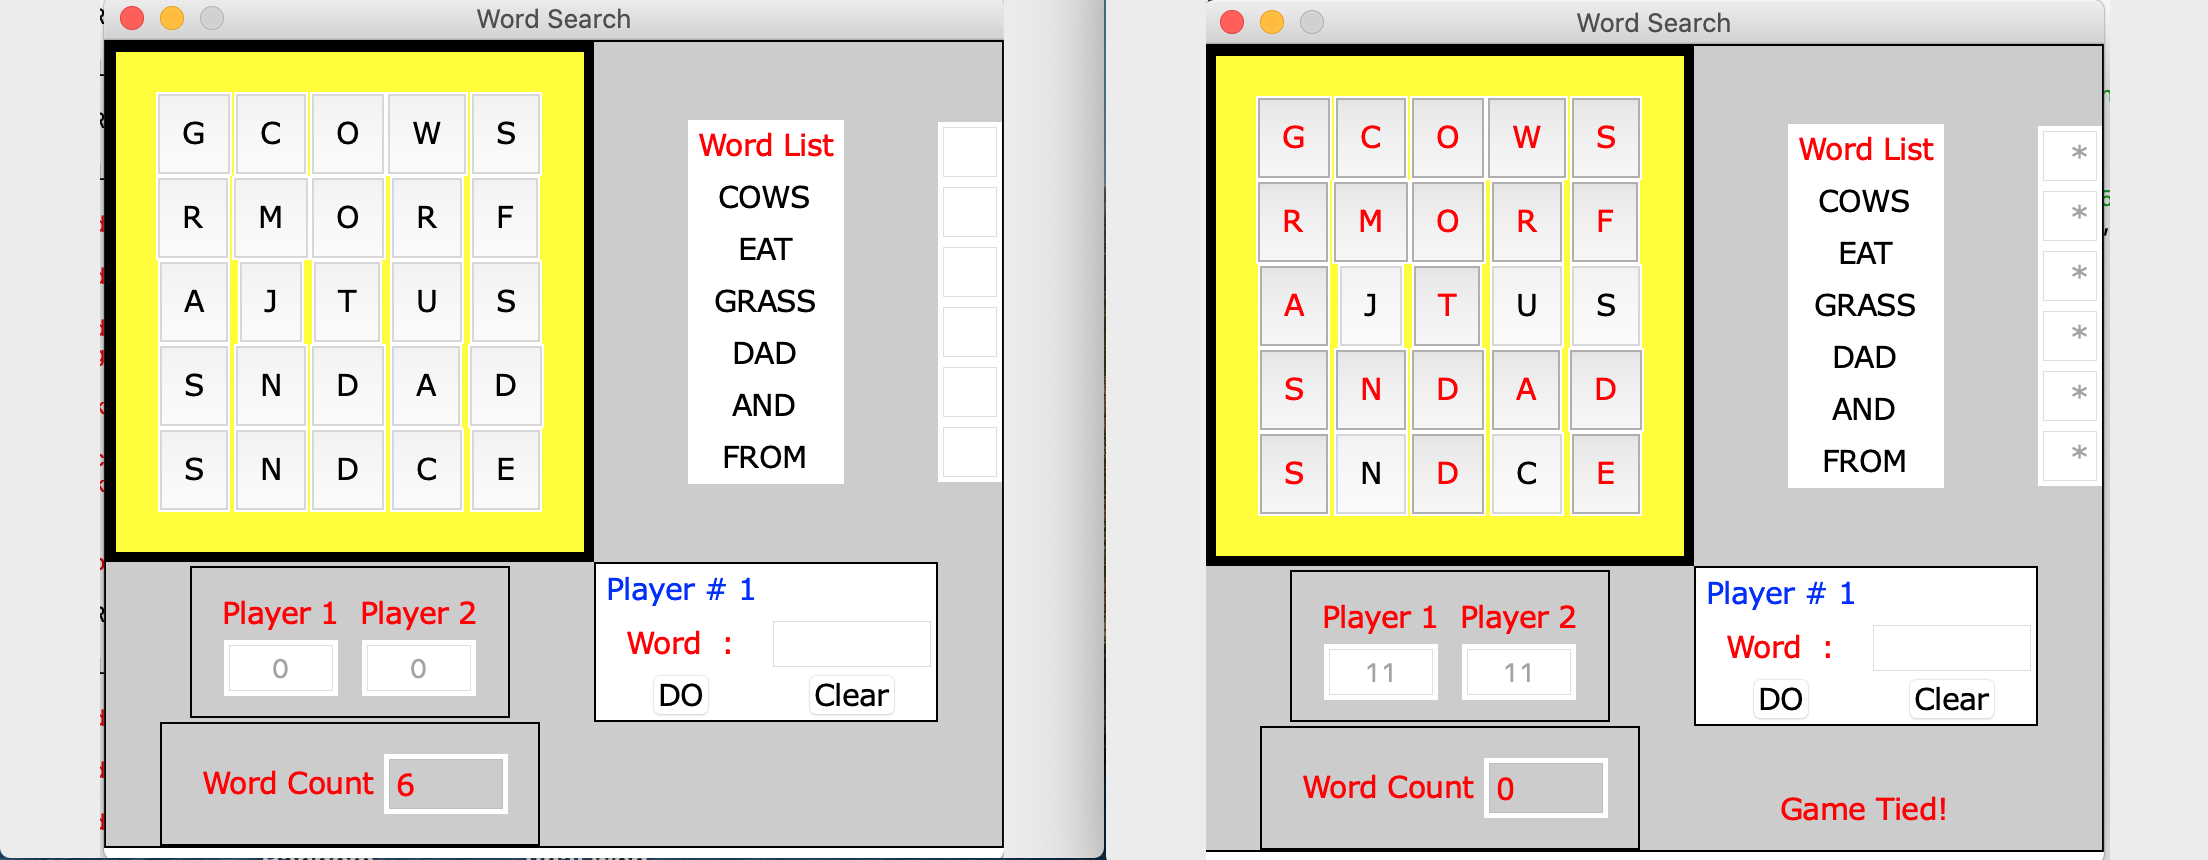 Word Search
G C O W S
R M O R F
A J T U S
S N D A D
S N D C E
Word List
COWS
EAT
GRASS
DAD
AND
FROM
Player 1 Player 2
0 0
Word Count 6
Player # 1
Word :
DO Clear
Word Search
G C O W S
R M O R F
A J T U S
S N D A D
S N D C E
Word List
COWS
EAT
GRASS
DAD
AND
FROM
*
*
*
*
*
*
Player 1 Player 2
11 11
Word Count 0
Player # 1
Word :
DO Clear
Game Tied!